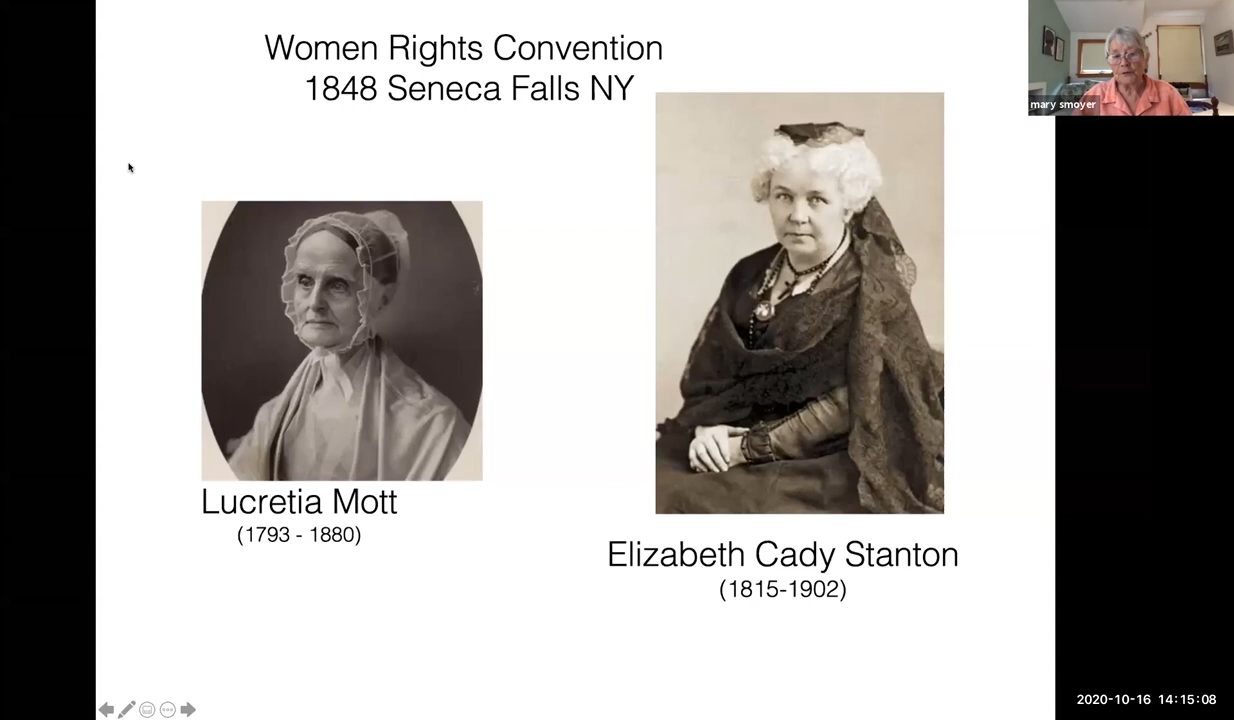 Women Rights Convention
1848 Seneca Falls NY
mary smoyer
Lucretia Mott
(1793 - 1880)
Elizabeth Cady Stanton
(1815-1902)
2020-10-16 14:15:08